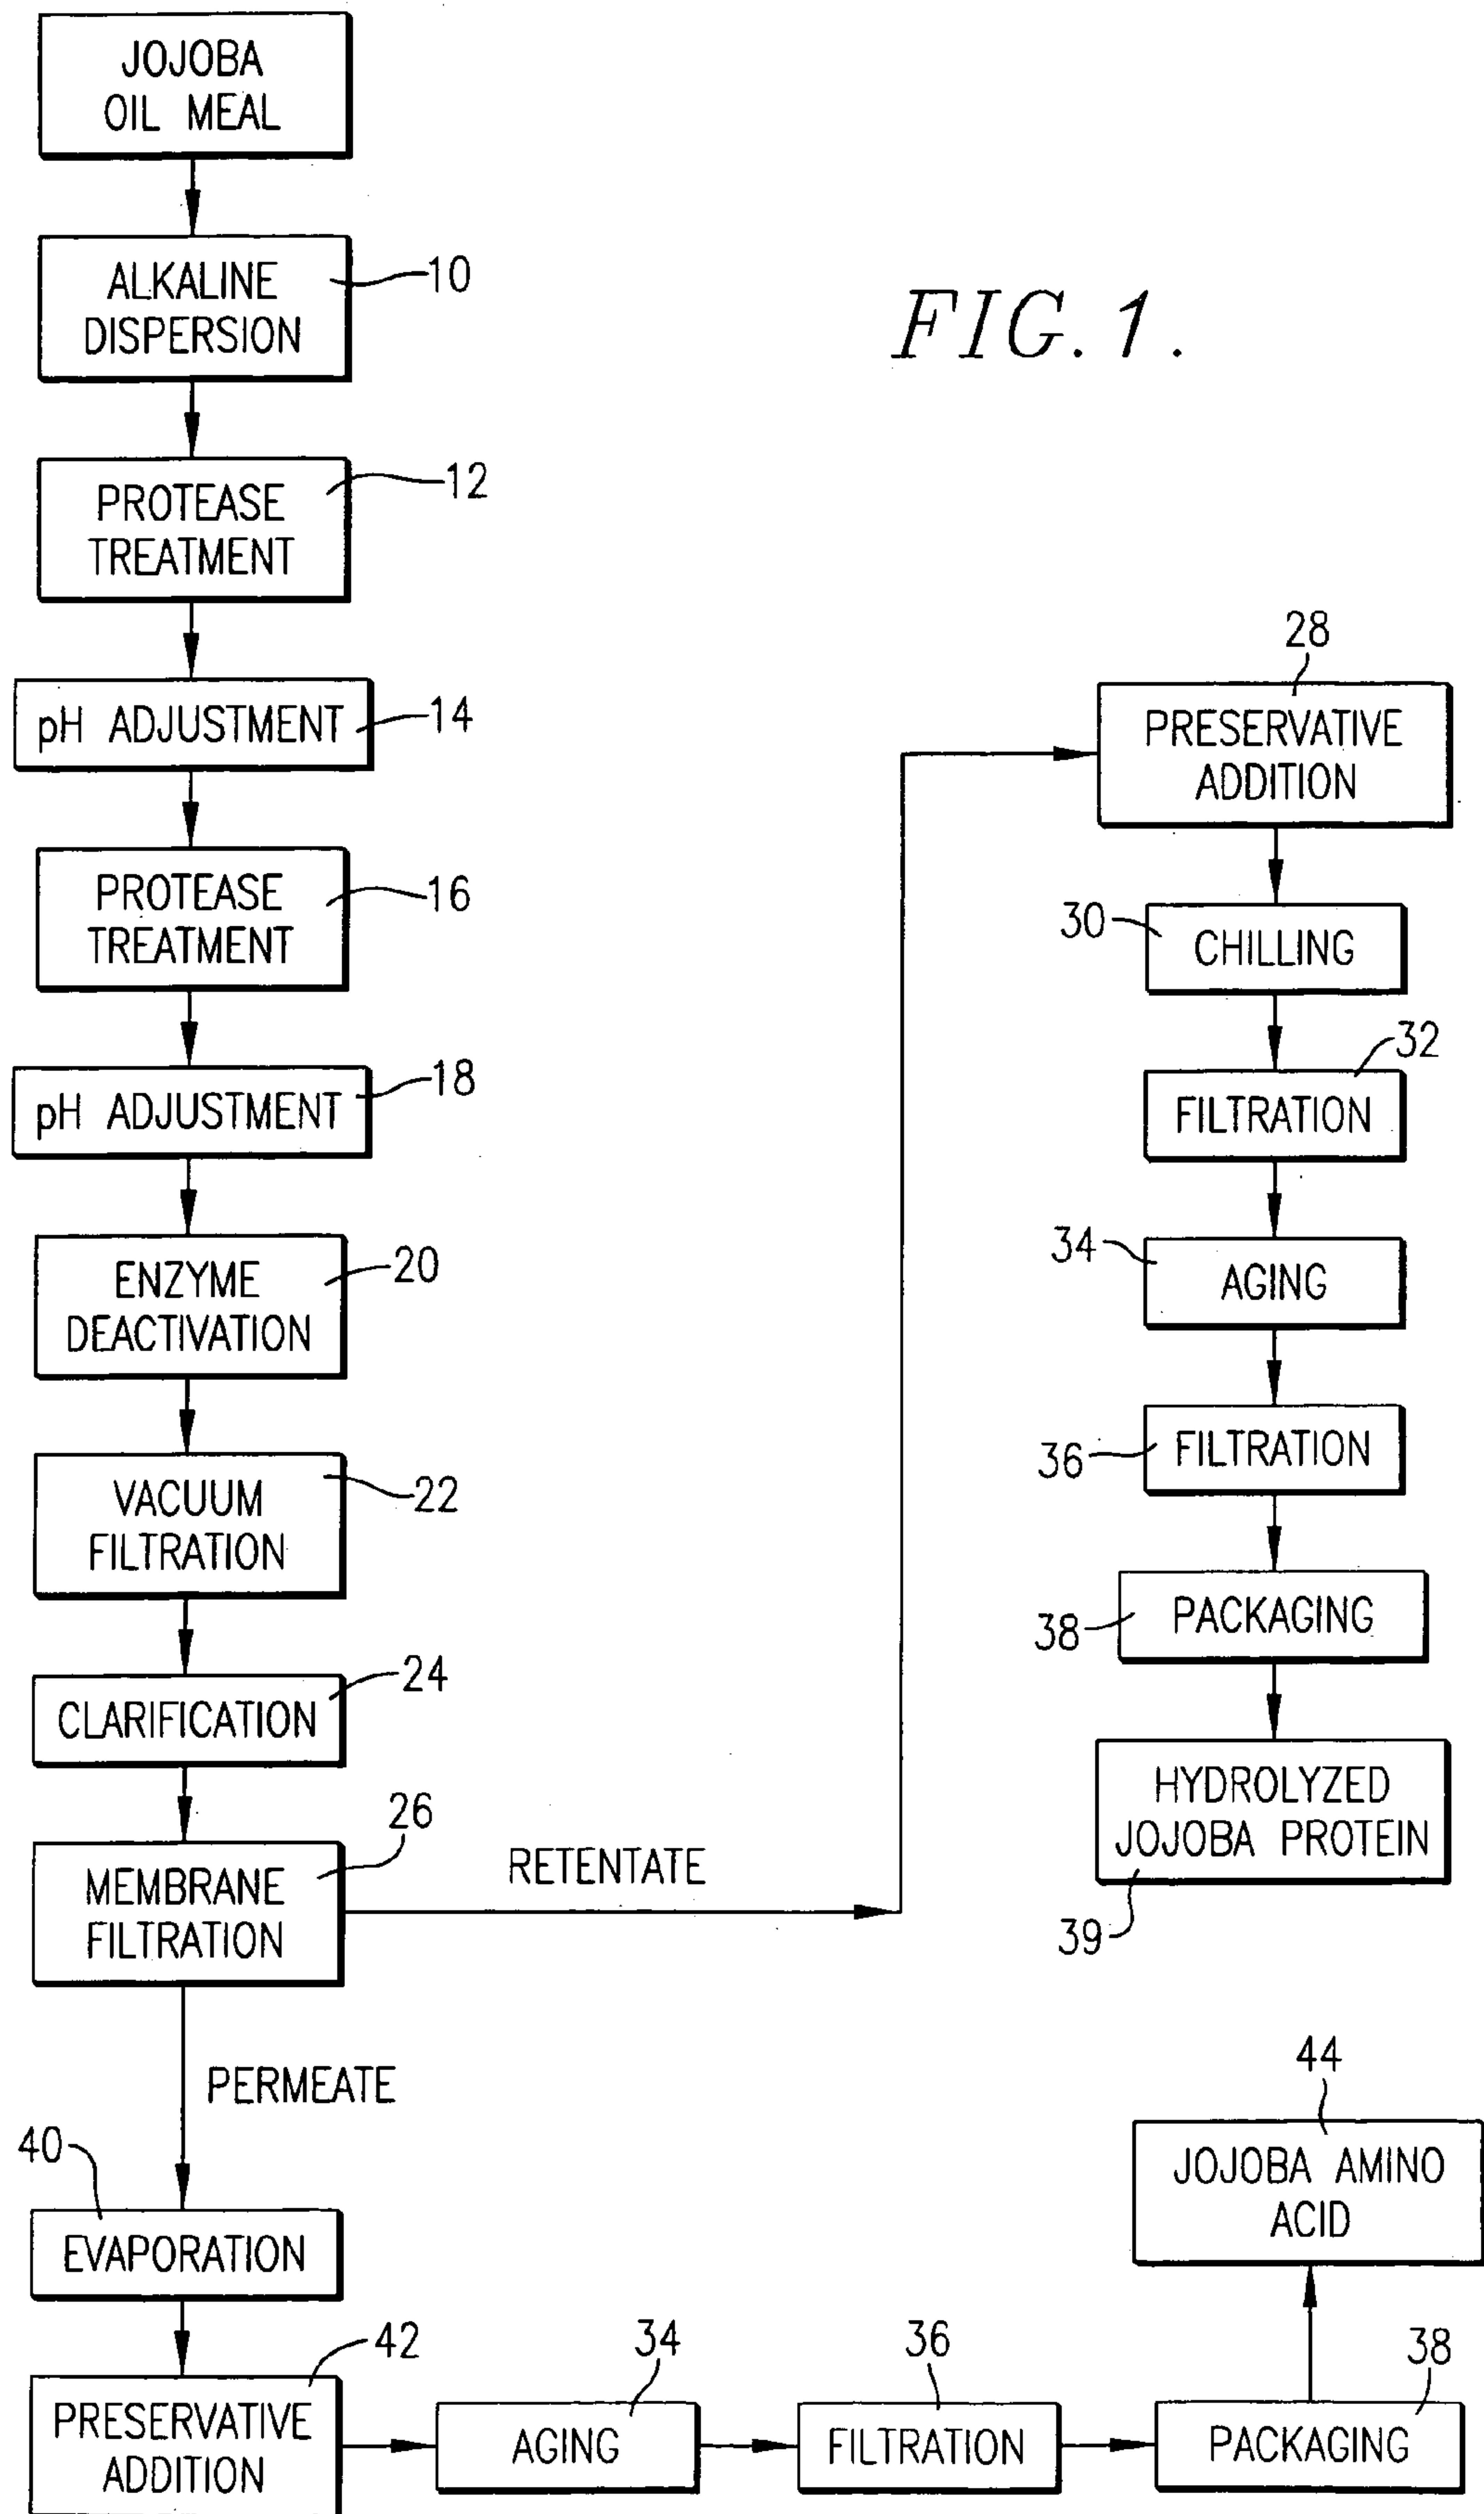 JOJOBA
OIL MEAL
ALKALINE
DISPERSION
10
FIG. 1.
PROTEASE
TREATMENT
12
pH ADJUSTMENT
14
PROTEASE
TREATMENT
16
pH ADJUSTMENT
18
ENZYME
DEACTIVATION
20
VACUUM
FILTRATION
22
CLARIFICATION
24
MEMBRANE
FILTRATION
26
RETENTATE
28
PRESERVATIVE
ADDITION
30
CHILLING
32
FILTRATION
34
AGING
36
FILTRATION
38
PACKAGING
HYDROLYZED
JOJOBA PROTEIN
39
PERMEATE
40
EVAPORATION
42
PRESERVATIVE
ADDITION
34
AGING
36
FILTRATION
38
PACKAGING
44
JOJOBA AMINO
ACID